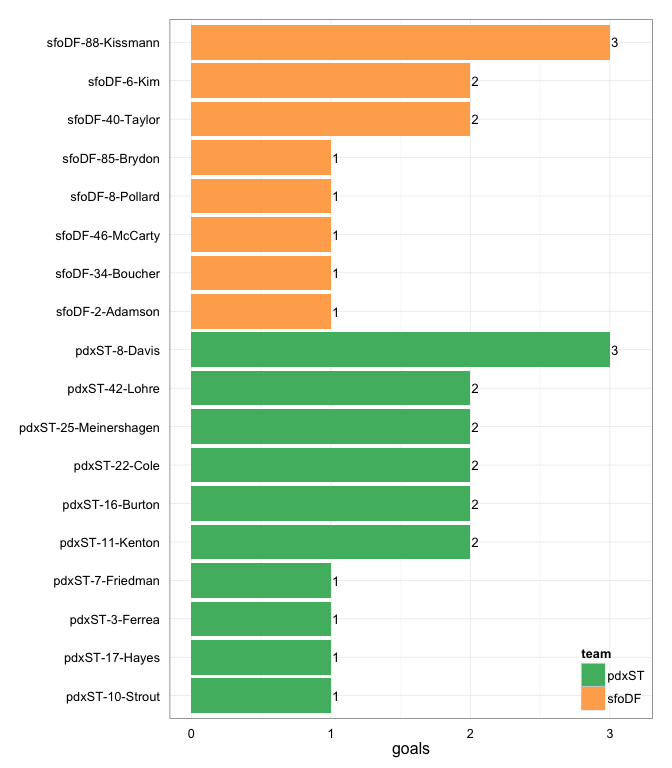 sfoDF-88-Kissmann 3
sfoDF-6-Kim 2
sfoDF-40-Taylor 2
sfoDF-85-Brydon 1
sfoDF-8-Pollard 1
sfoDF-46-McCarty 1
sfoDF-34-Boucher 1
sfoDF-2-Adamson 1
pdxST-8-Davis 3
pdxST-42-Lohre 2
pdxST-25-Meinershagen 2
pdxST-22-Cole 2
pdxST-16-Burton 2
pdxST-11-Kenton 2
pdxST-7-Friedman 1
pdxST-3-Ferrea 1
pdxST-17-Hayes 1
pdxST-10-Strout 1
team
pdxST
sfoDF
0 1 2 3
goals